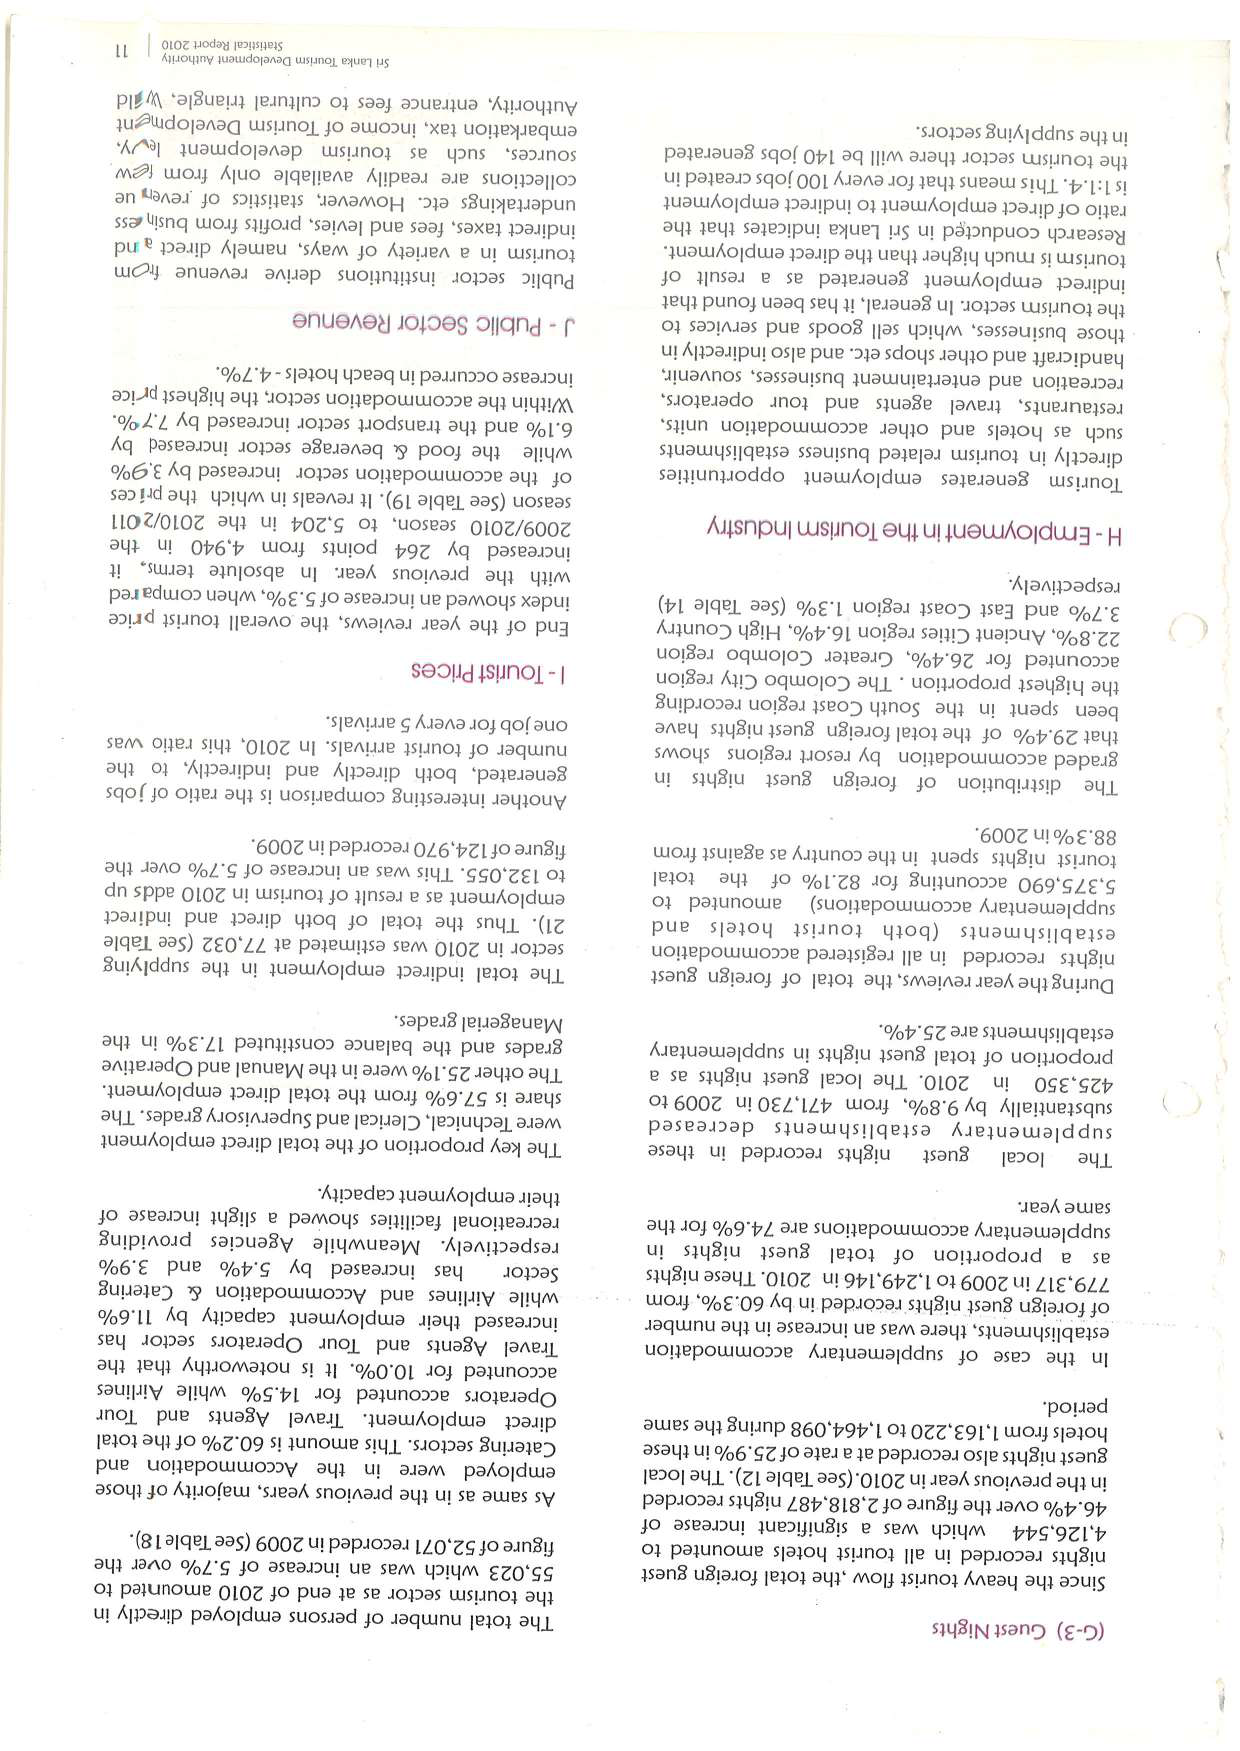 (G-3) Guest Nights
Since the heavy tourist flow ,the total foreign guest
nights recorded in all tourist hotels amounted to
4,126,544 which was a significant increase of
46.4% over the figure of 2,818,487 nights recorded
in the previous year in 2010.(See Table 12). The local
guest nights also recorded at a rate of 25.9% in these
hotels from 1,163,220 to 1,464,098 during the same
period.
In the case of supplementary accommodation
establishments, there was an increase in the number
of foreign guest nights recorded in by 60.3%, from
779,317 in 2009 to 1,249,146 in 2010. These nights
as a proportion of total guest nights in
supplementary accommodations are 74.6% for the
same year.
The local guest nights recorded in these
supplementary establishments decreased
substantially by 9.8%, from 471,730 in 2009 to
425,350 in 2010. The local guest nights as a
proportion of total guest nights in supplementary
establishments are 25.4%.
During the year reviews, the total of foreign guest
nights recorded in all registered accommodation
establishments (both tourist hotels and
supplementary accommodations) amounted to
5,375,690 accounting for 82.1% of the total
tourist nights spent in the country as against from
88.3% in 2009.
The distribution of foreign guest nights in
graded accommodation by resort regions shows
that 29.4% of the total foreign guest nights have
been spent in the South Coast region recording
the highest proportion . The Colombo City region
accounted for 26.4%, Greater Colombo region
22.8%, Ancient Cities region 16.4%, High Country
3.7% and East Coast region 1.3% (See Table 14)
respectively.
H - Employment in the Tourism Industry
Tourism generates employment opportunities
directly in tourism related business establishments
such as hotels and other accommodation units,
restaurants, travel agents and tour operators,
recreation and entertainment businesses, souvenir,
handicraft and other shops etc. and also indirectly in
those businesses, which sell goods and services to
the tourism sector. In general, it has been found that
indirect employment generated as a result of
tourism is much higher than the direct employment.
Research conducted in Sri Lanka indicates that the
ratio of direct employment to indirect employment
is 1:1.4. This means that for every 100 jobs created in
the tourism sector there will be 140 jobs generated
in the supplying sectors.
The total number of persons employed directly in
the tourism sector as at end of 2010 amounted to
55,023 which was an increase of 5.7% over the
figure of 52,071 recorded in 2009 (See Table 18).
As same as in the previous years, majority of those
employed were in the Accommodation and
Catering sectors. This amount is 60.2% of the total
direct employment. Travel Agents and Tour
Operators accounted for 14.5% while Airlines
accounted for 10.0%. It is noteworthy that the
Travel Agents and Tour Operators sector has
increased their employment capacity by 11.6%
while Airlines and Accommodation & Catering
Sector has increased by 5.4% and 3.9%
respectively. Meanwhile Agencies providing
recreational facilities showed a slight increase of
their employment capacity.
The key proportion of the total direct employment
were Technical, Clerical and Supervisory grades. The
share is 57.6% from the total direct employment.
The other 25.1% were in the Manual and Operative
grades and the balance constituted 17.3% in the
Managerial grades.
The total indirect employment in the supplying
sector in 2010 was estimated at 77,032 (See Table
21). Thus the total of both direct and indirect
employment as a result of tourism in 2010 adds up
to 132,055. This was an increase of 5.7% over the
figure of 124,970 recorded in 2009.
Another interesting comparison is the ratio of jobs
generated, both directly and indirectly, to the
number of tourist arrivals. In 2010, this ratio was
one job for every 5 arrivals.
I - Tourist Prices
End of the year reviews, the overall tourist price
index showed an increase of 5.3%, when compared
with the previous year. In absolute terms, it
increased by 264 points from 4,940 in the
2009/2010 season, to 5,204 in the 2010/2011
season (See Table 19). It reveals in which the prices
of the accommodation sector increased by 3.9%
while the food & beverage sector increased by
6.1% and the transport sector increased by 7.7%.
Within the accommodation sector, the highest price
increase occurred in beach hotels - 4.7%.
J - Public Sector Revenue
Public sector institutions derive revenue from
tourism in a variety of ways, namely direct and
indirect taxes, fees and levies, profits from business
undertakings etc. However, statistics of revenue
collections are readily available only from few
sources, such as tourism development levy,
embarkation tax, income of Tourism Development
Authority, entrance fees to cultural triangle, Wild
Sri Lanka Tourism Development Authority
Statistical Report 2010 | 11